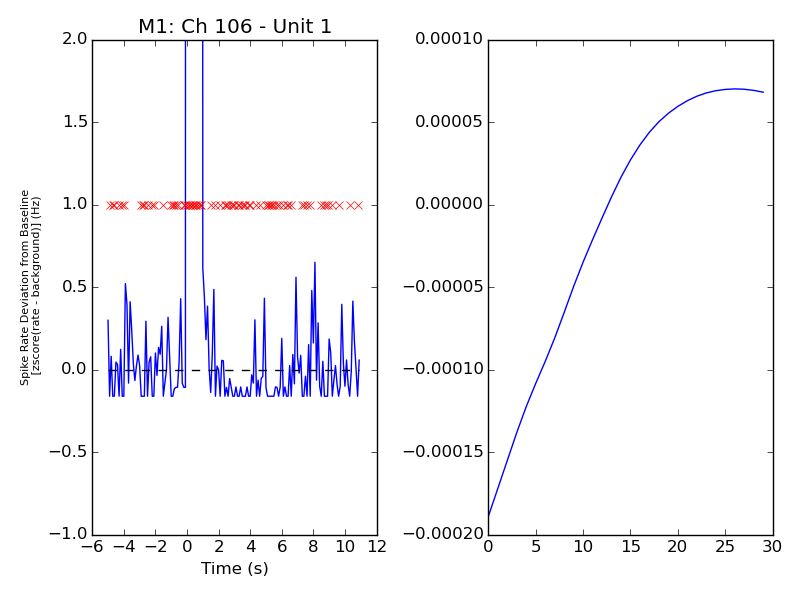 M1: Ch 106 - Unit 1
2.0
1.5
1.0
0.5
0.0
−0.5
−1.0
Spike Rate Deviation from Baseline
[zscore(rate - background)] (Hz)
−6 −4 −2 0 2 4 6 8 10 12
Time (s)
0.00010
0.00005
0.00000
−0.00005
−0.00010
−0.00015
−0.00020
0 5 10 15 20 25 30